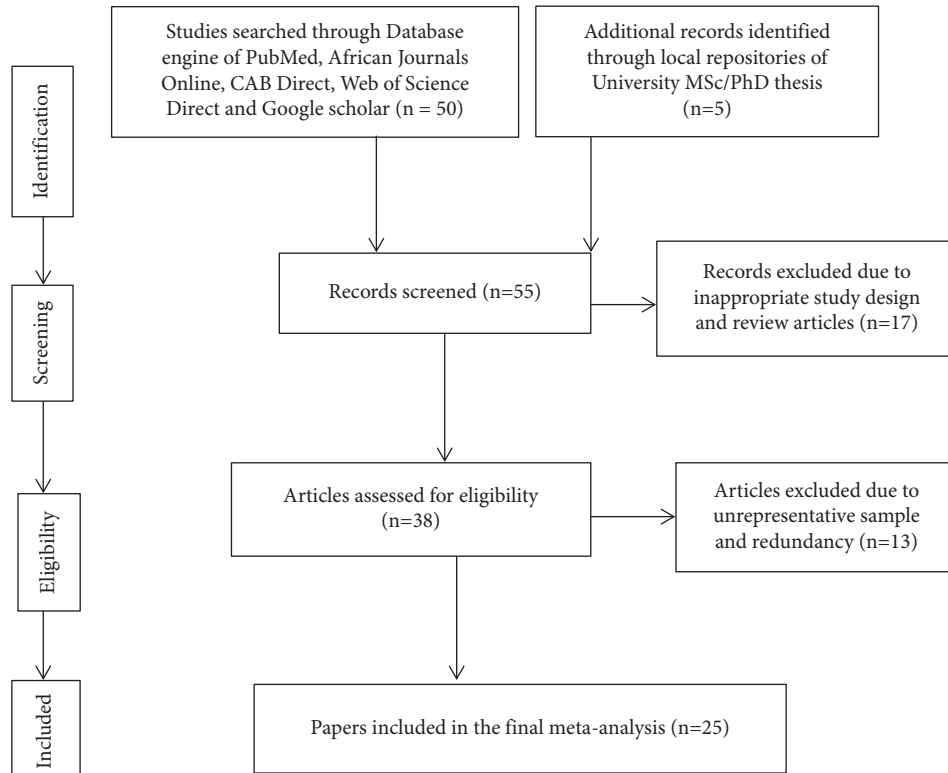 Identification
Studies searched through Database
engine of PubMed, African Journals
Online, CAB Direct, Web of Science
Direct and Google scholar (n = 50)
Additional records identified
through local repositories of
University MSc/PhD thesis
(n=5)
Screening
Records screened (n=55)
Records excluded due to
inappropriate study design
and review articles (n=17)
Eligibility
Articles assessed for eligibility
(n=38)
Articles excluded due to
unrepresentative sample
and redundancy (n=13)
Included
Papers included in the final meta-analysis (n=25)